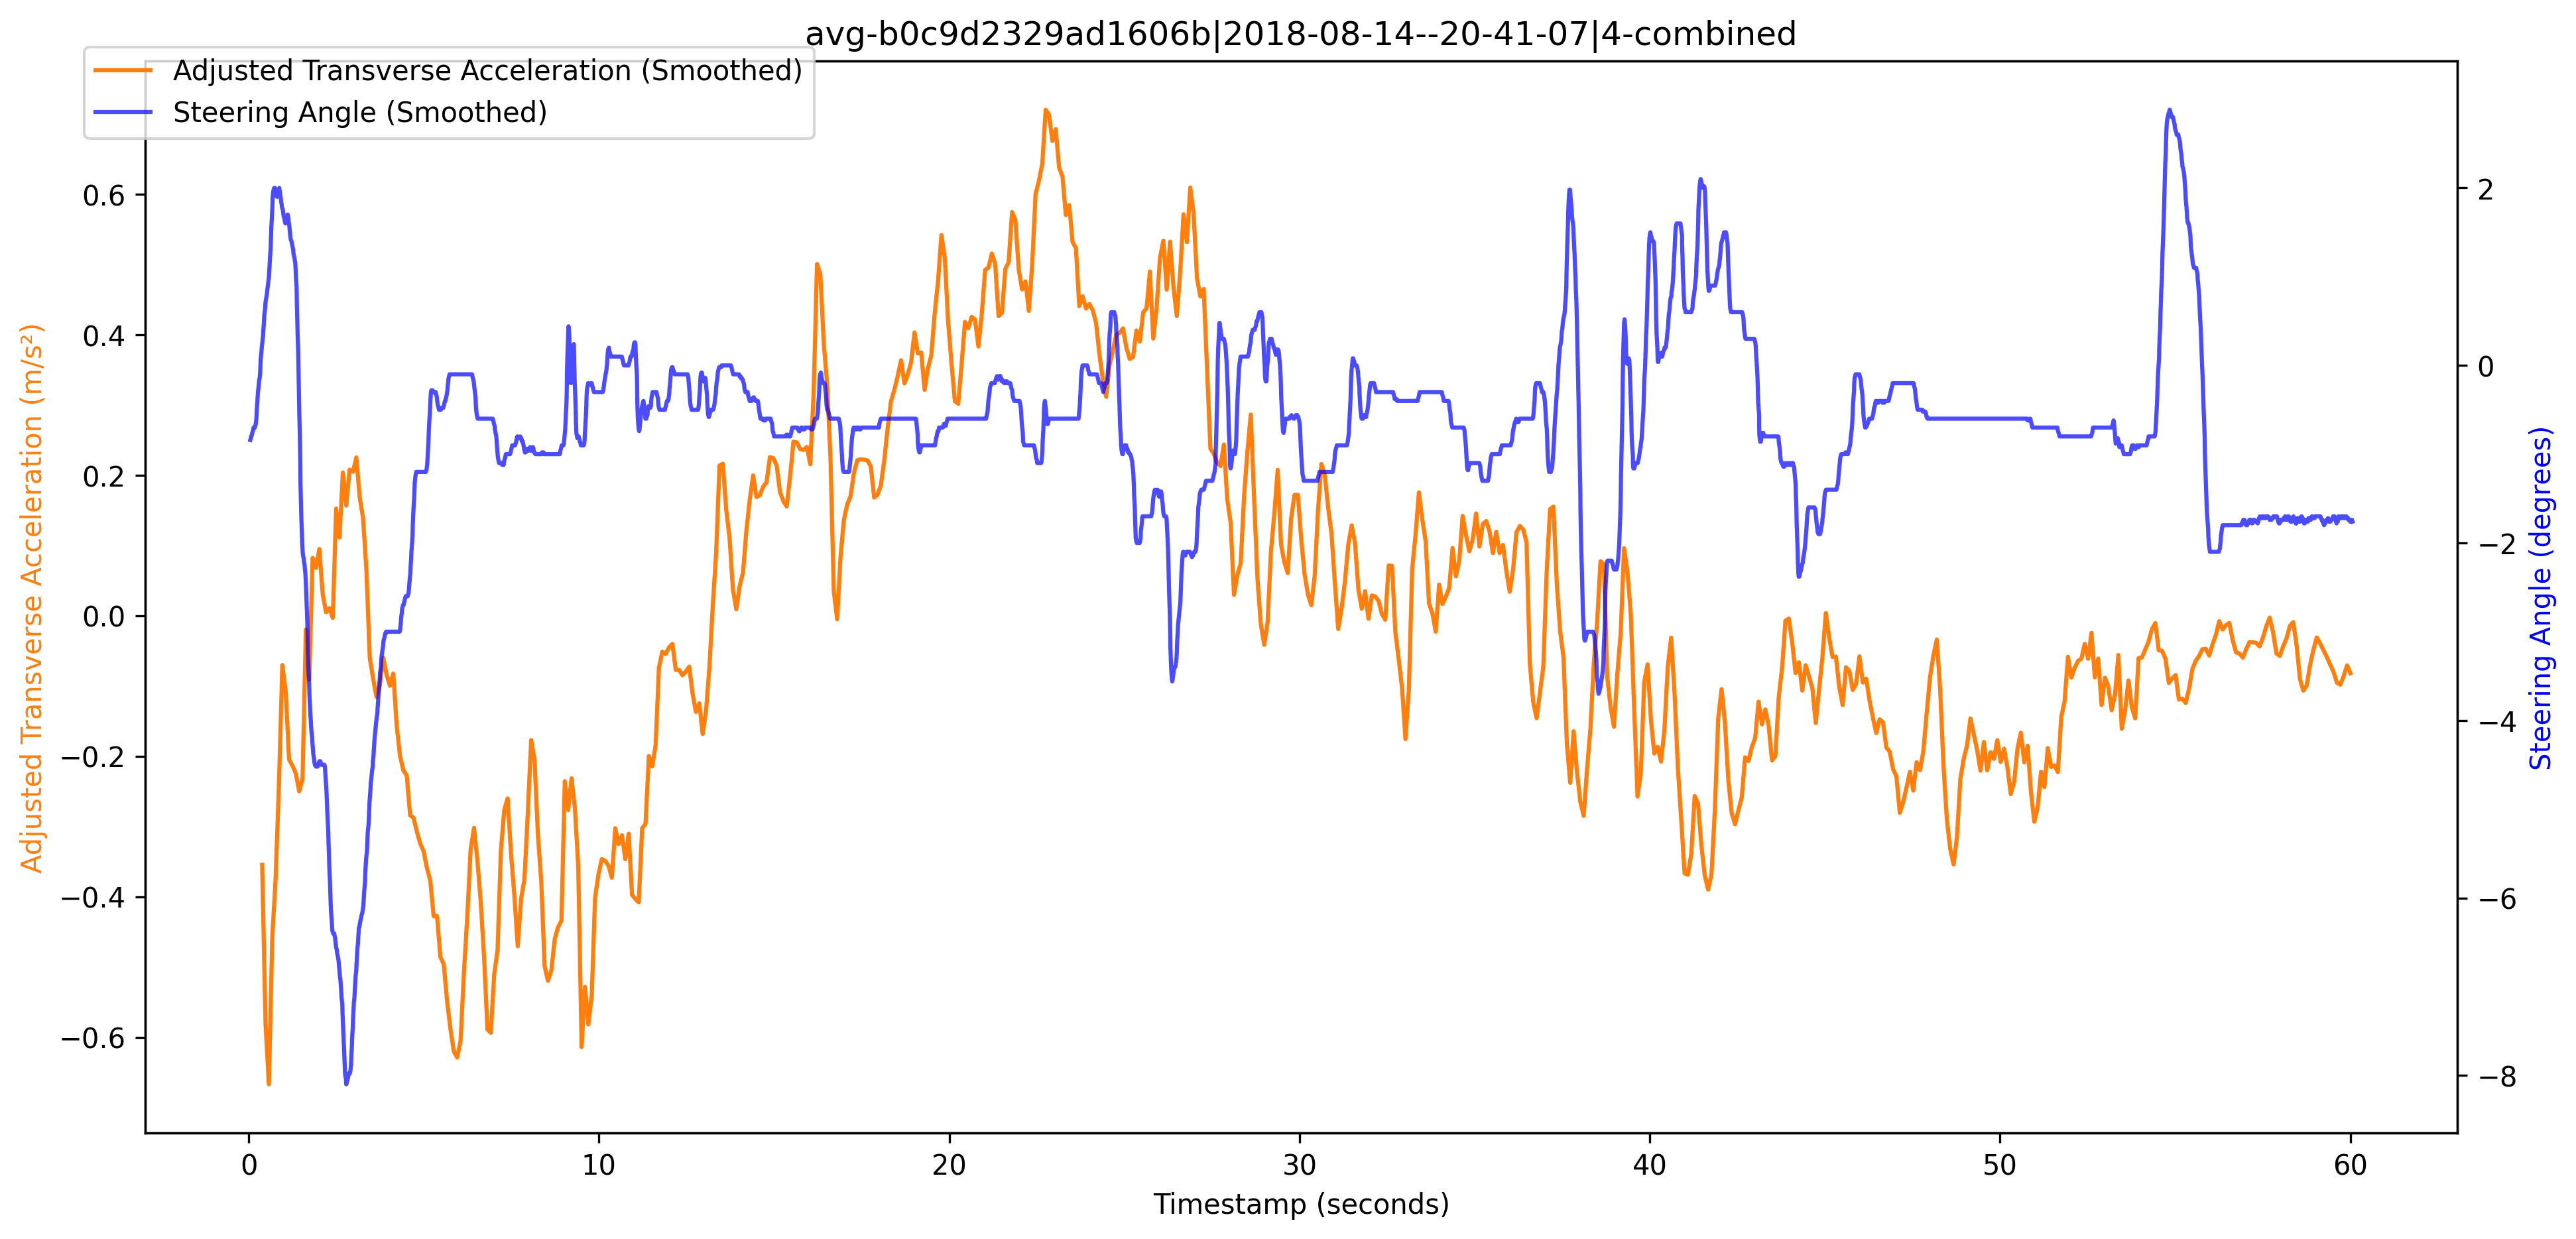 avg-b0c9d2329ad1606b|2018-08-14--20-41-07|4-combined
Adjusted Transverse Acceleration (Smoothed)
Steering Angle (Smoothed)
Adjusted Transverse Acceleration (m/s²)
0.6
0.4
0.2
0.0
−0.2
−0.4
−0.6
2
0
−2
−4
−6
−8
Steering Angle (degrees)
0 10 20 30 40 50 60
Timestamp (seconds)